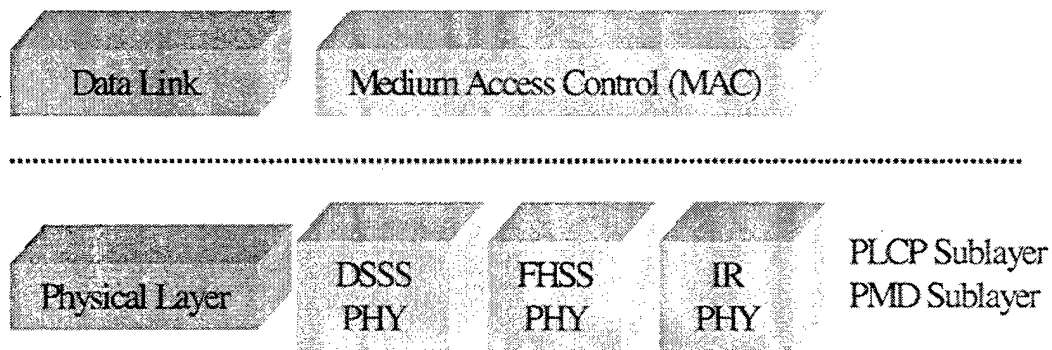 Data Link
Medium Access Control (MAC)
Physical Layer
DSSS
PHY
FHSS
PHY
IR
PHY
PLCP Sublayer
PMD Sublayer